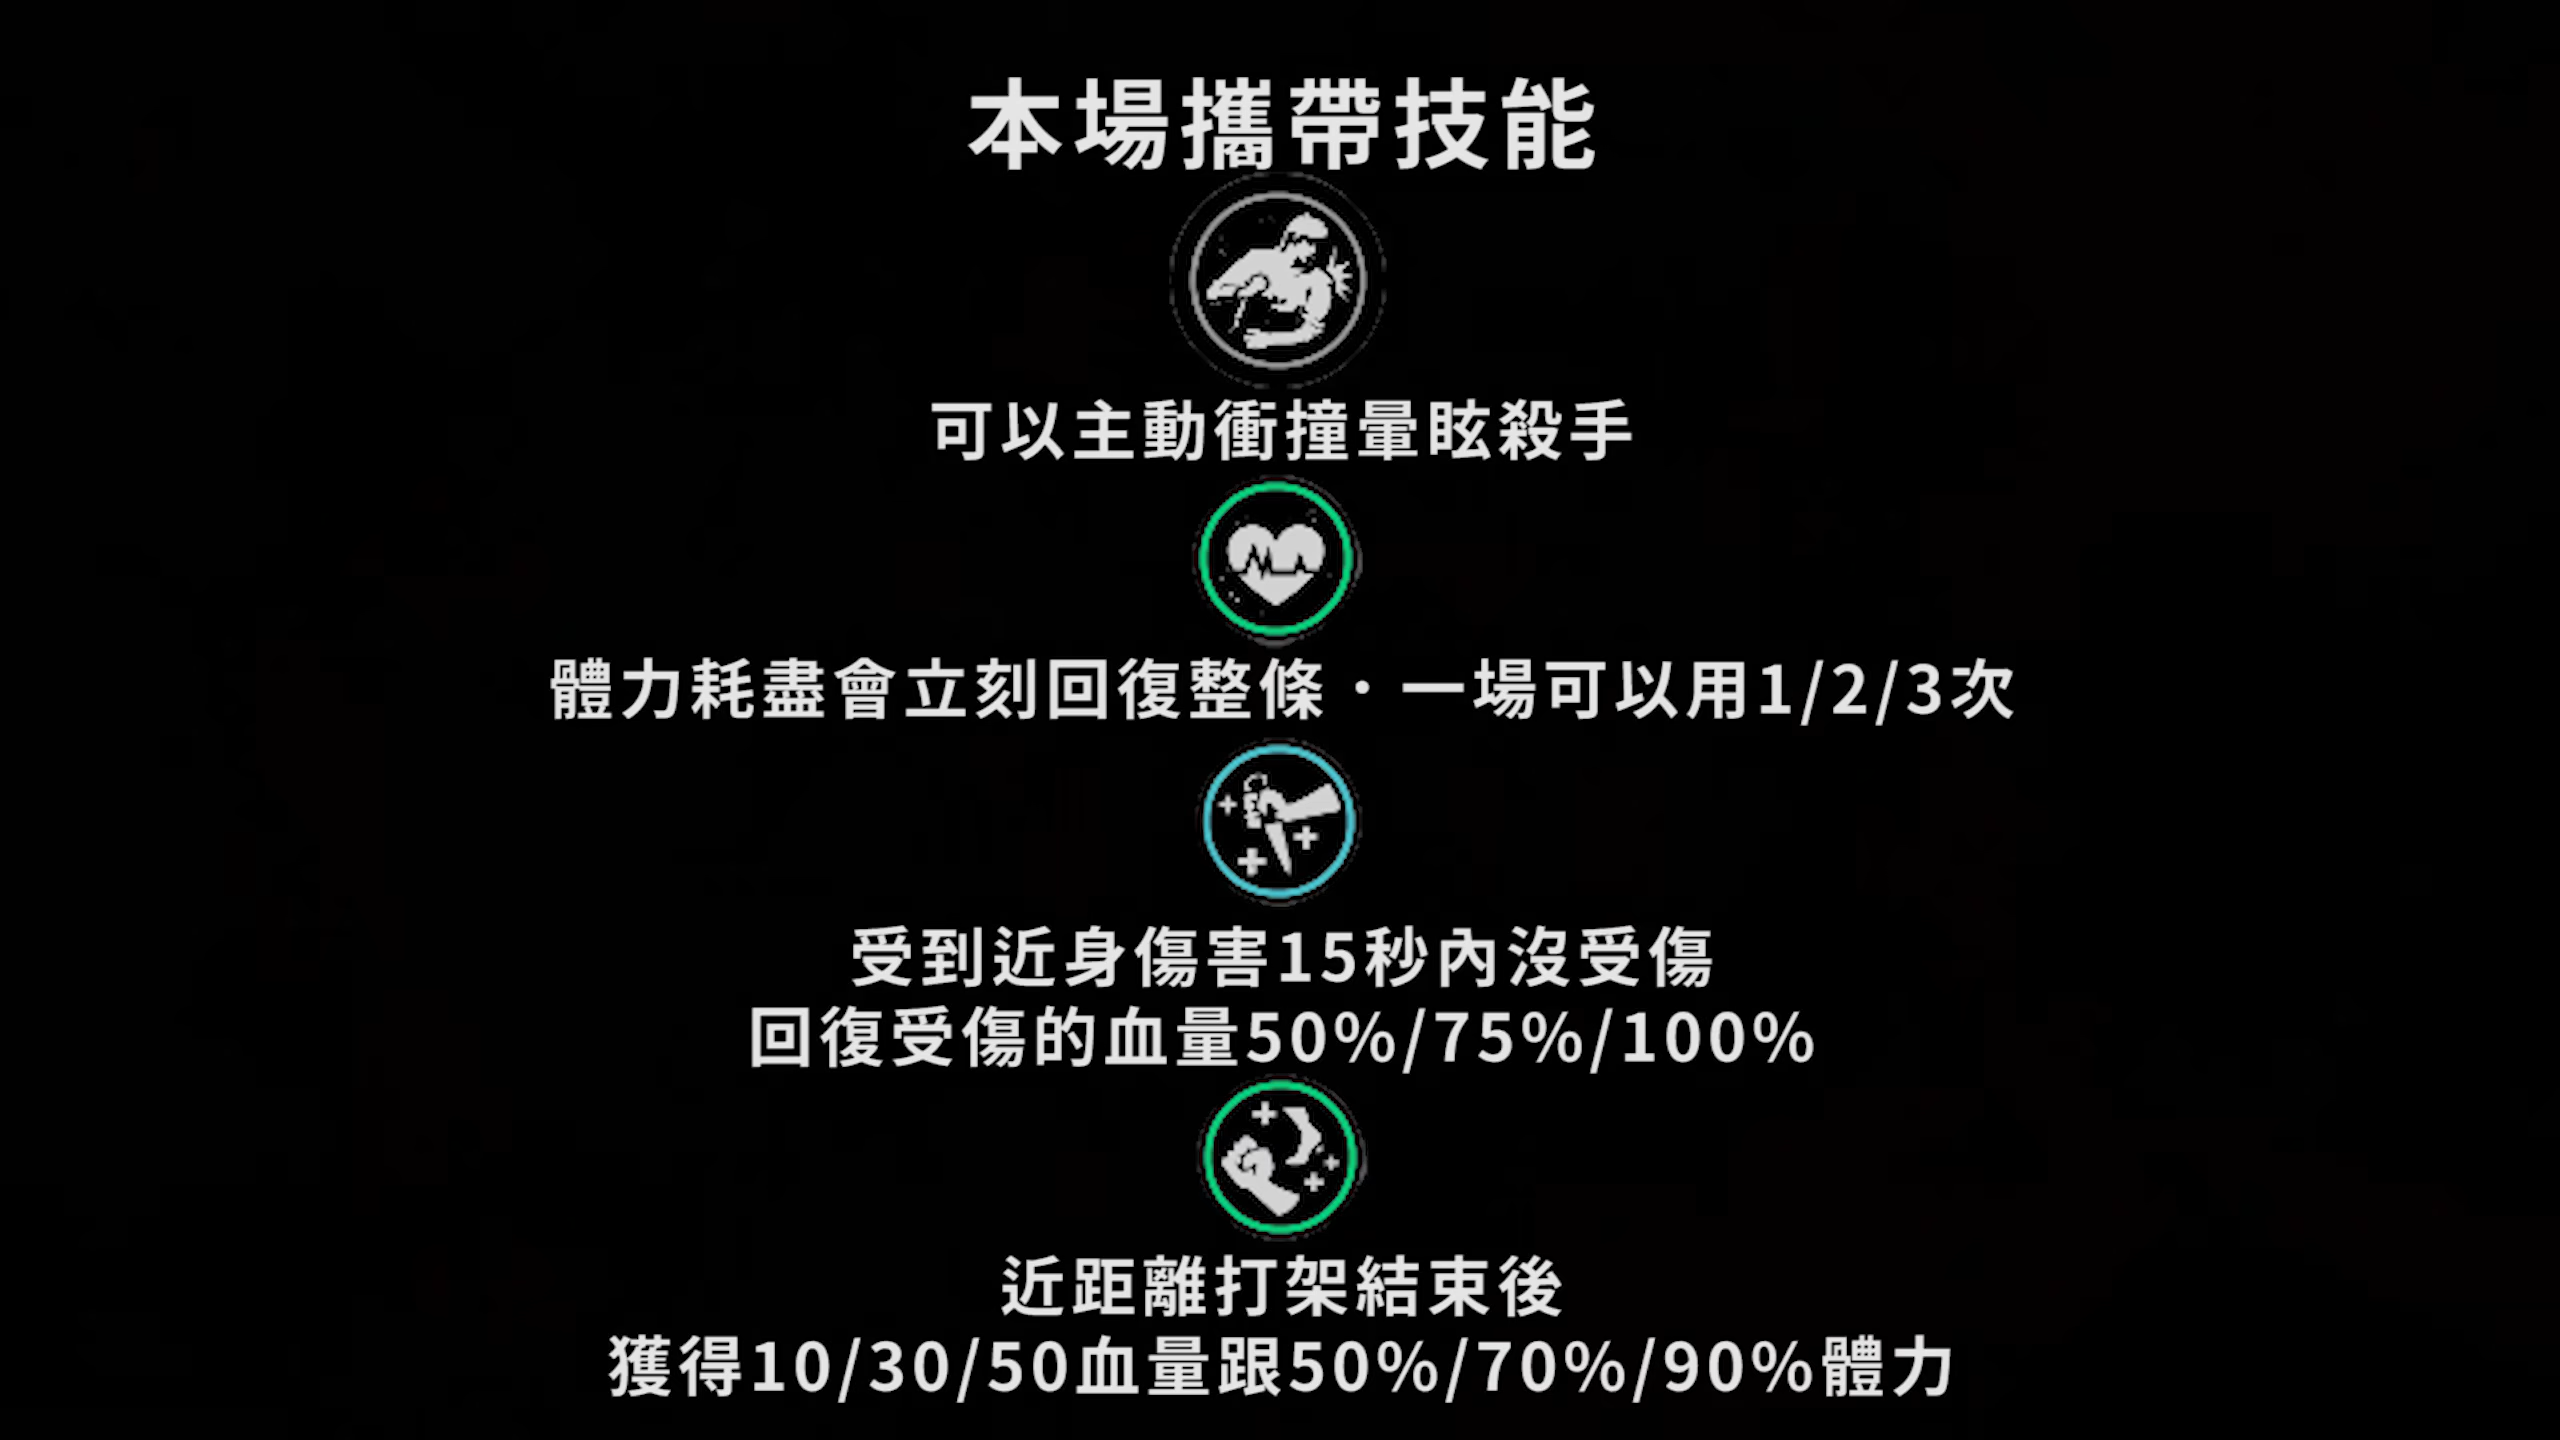 本場攜帶技能
可以主動衝撞暈眩殺手
體力耗盡會立刻回復整條・一場可以用1/2/3次
受到近身傷害15秒內沒受傷
回復受傷的血量50%/75%/100%
近距離打架結束後
獲得10/30/50血量跟50%/70%/90%體力